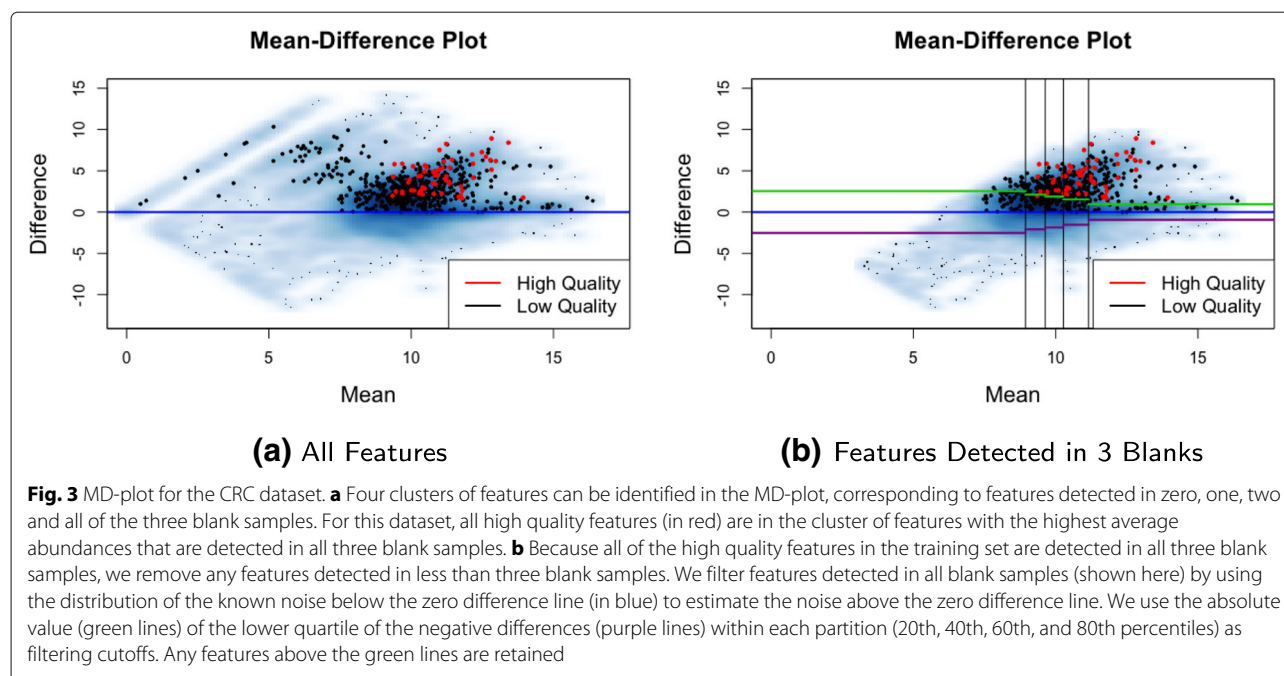 Mean-Difference Plot
Difference
15
10
5
0
-5
-10
High Quality
Low Quality
0
5
10
15
Mean
(a) All Features
Mean-Difference Plot
Difference
15
10
5
0
-5
-10
High Quality
Low Quality
0
5
10
15
Mean
(b) Features Detected in 3 Blanks
Fig. 3 MD-plot for the CRC dataset. a Four clusters of features can be identified in the MD-plot, corresponding to features detected in zero, one, two
and all of the three blank samples. For this dataset, all high quality features (in red) are in the cluster of features with the highest average
abundances that are detected in all three blank samples. b Because all of the high quality features in the training set are detected in all three blank
samples, we remove any features detected in less than three blank samples. We filter features detected in all blank samples (shown here) by using
the distribution of the known noise below the zero difference line (in blue) to estimate the noise above the zero difference line. We use the absolute
value (green lines) of the lower quartile of the negative differences (purple lines) within each partition (20th, 40th, 60th, and 80th percentiles) as
filtering cutoffs. Any features above the green lines are retained